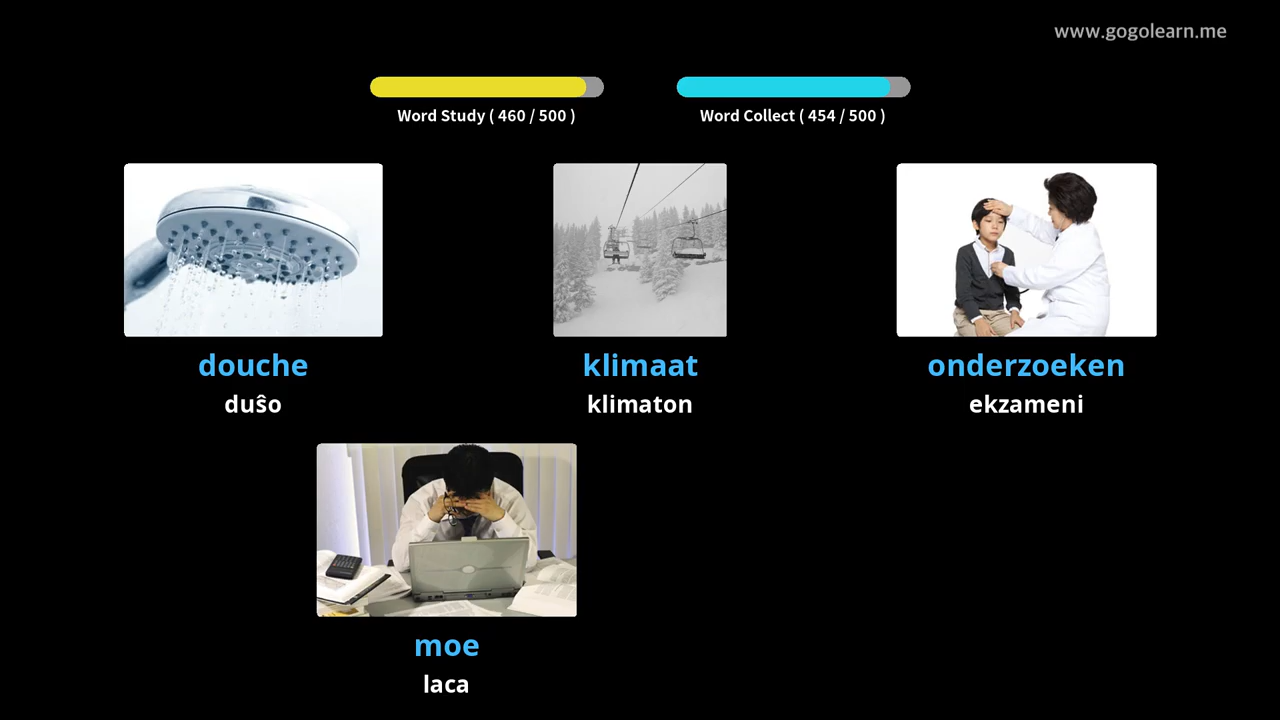 www.gogolearn.me
Word Study ( 460 / 500 )
Word Collect ( 454 / 500 )
douche
duŝo
klimaat
klimaton
onderzoeken
ekzameni
moe
laca